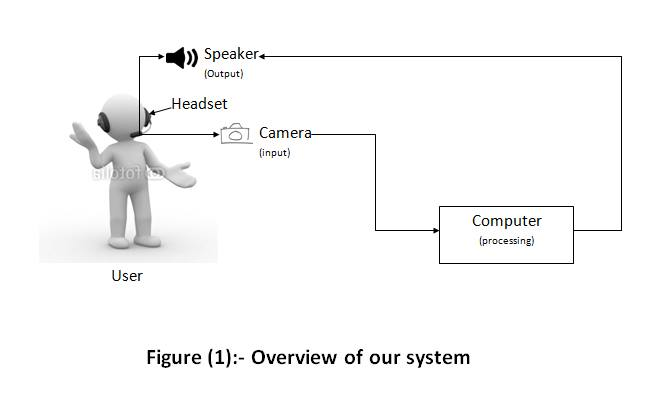 Speaker
(Output)
Headset
Camera
(input)
Computer
(processing)
User
Figure (1):- Overview of our system